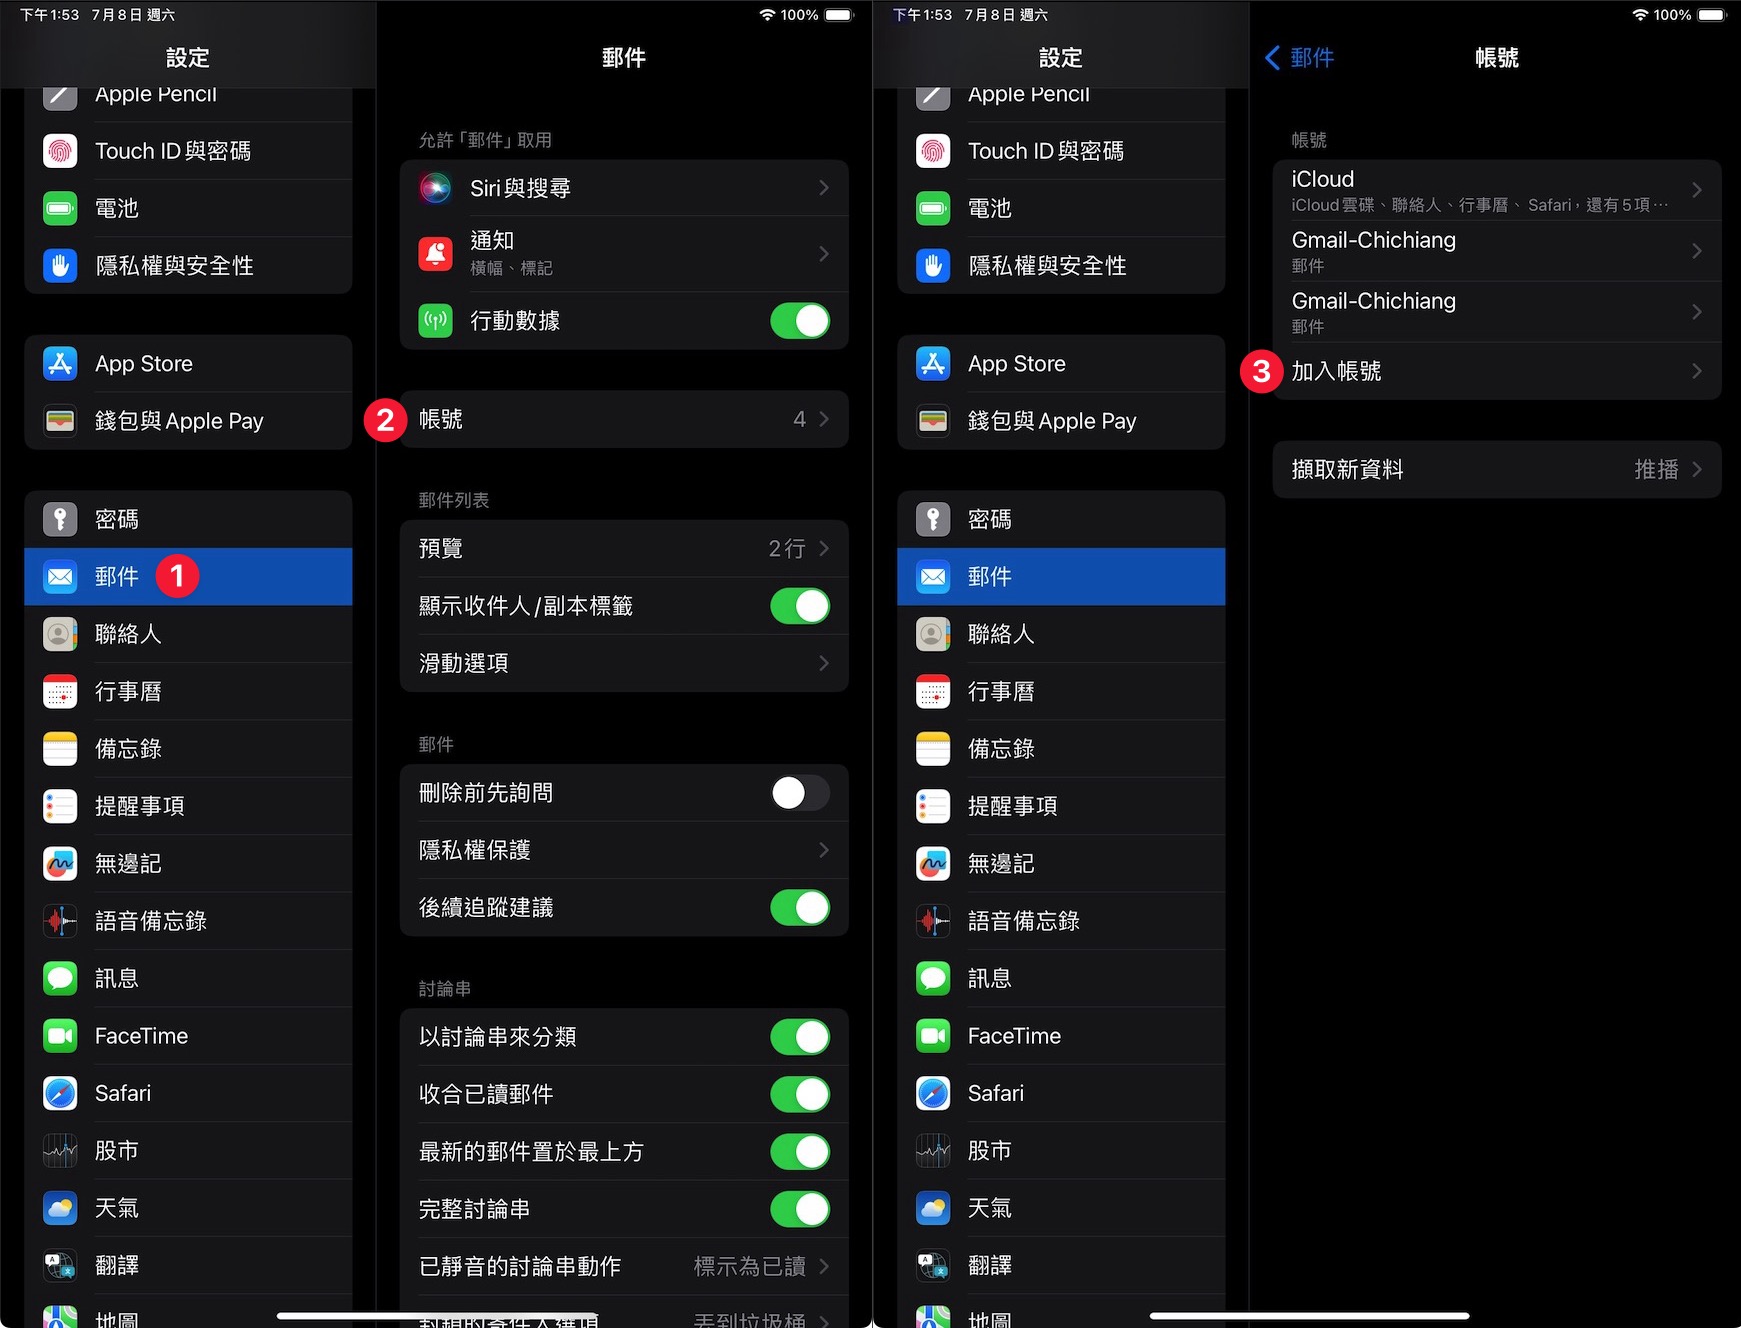 下午1:53 7月8日 週六
100%
設定
Apple Pencil
Touch ID與密碼
電池
隱私權與安全性
App Store
錢包與Apple Pay
密碼
郵件
1
聯絡人
行事曆
備忘錄
提醒事項
無邊記
語音備忘錄
訊息
FaceTime
Safari
股市
天氣
翻譯
地圖
郵件
允許「郵件」取用
Siri與搜尋
通知
橫幅、標記
行動數據
2
帳號 4
郵件列表
預覽 2行
顯示收件人/副本標籤
滑動選項
郵件
刪除前先詢問
隱私權保護
後續追蹤建議
討論串
以討論串來分類
收合已讀郵件
最新的郵件置於最上方
完整討論串
已靜音的討論串動作 標示為已讀
封鎖的寄件人選項 丟到垃圾桶
下午1:53 7月8日 週六
100%
設定
Apple Pencil
Touch ID與密碼
電池
隱私權與安全性
App Store
錢包與Apple Pay
密碼
郵件
聯絡人
行事曆
備忘錄
提醒事項
無邊記
語音備忘錄
訊息
FaceTime
Safari
股市
天氣
翻譯
地圖
郵件
帳號
帳號
iCloud
iCloud雲碟、聯絡人、行事曆、Safari，還有5項…
Gmail-Chichiang
郵件
Gmail-Chichiang
郵件
3
加入帳號
擷取新資料 推播